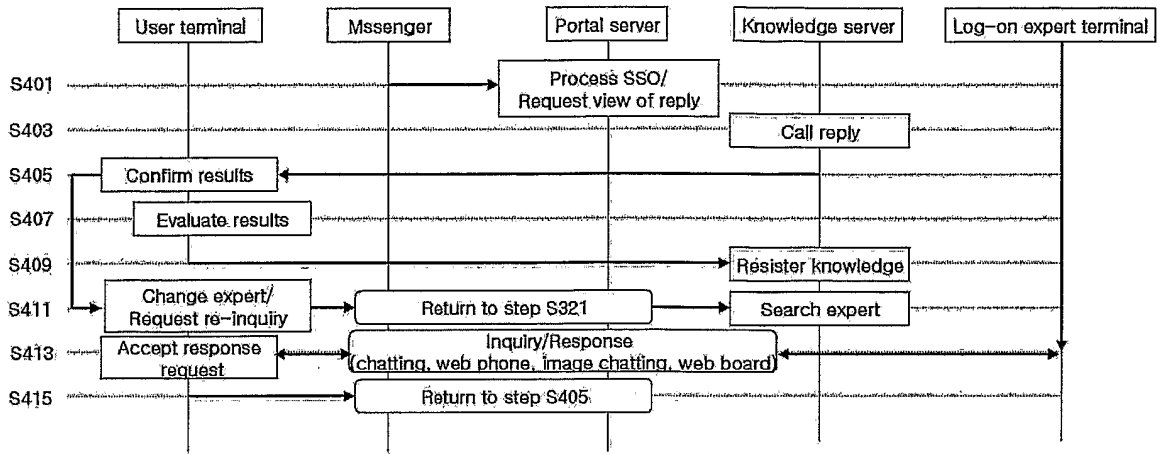 User terminal
Mssenger
Portal server
Knowledge server
Log-on expert terminal
S401
Process SSO/
Request view of reply
S403
Call reply
S405
Confirm results
S407
Evaluate results
S409
Resister knowledge
S411
Change expert/
Request re-inquiry
Return to step S321
Search expert
S413
Accept response
request
Inquiry/Response
(chatting, web phone, image chatting, web board)
S415
Return to step S405